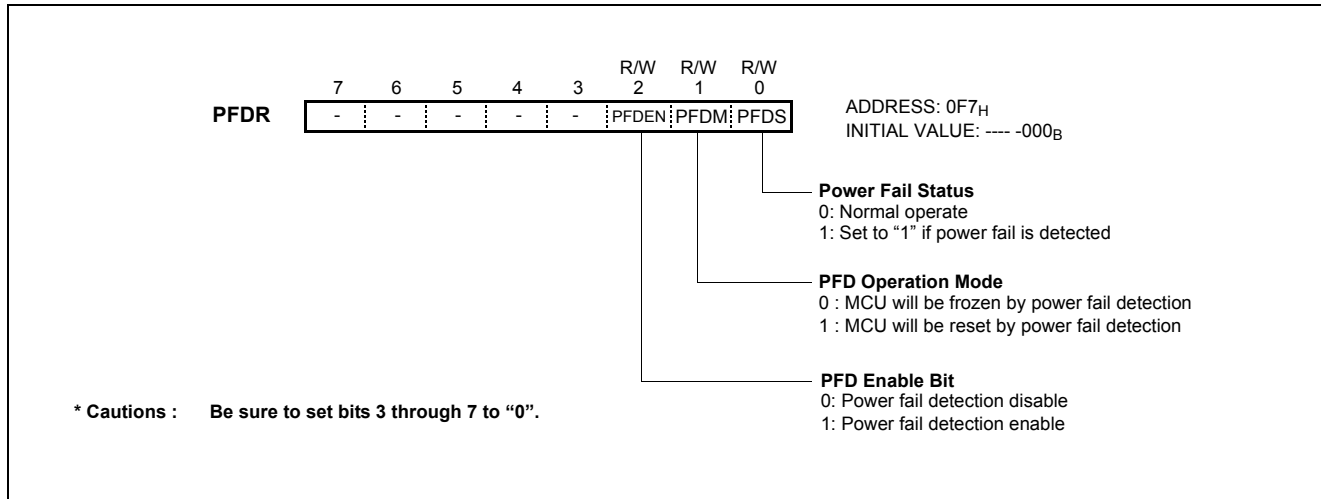 R/W R/W R/W
7 6 5 4 3 2 1 0
PFDR - - - - - PFDEN PFDM PFDS
ADDRESS: 0F7H
INITIAL VALUE: ---- -000B
Power Fail Status
0: Normal operate
1: Set to “1” if power fail is detected
PFD Operation Mode
0 : MCU will be frozen by power fail detection
1 : MCU will be reset by power fail detection
PFD Enable Bit
0: Power fail detection disable
1: Power fail detection enable
* Cautions : Be sure to set bits 3 through 7 to “0”.